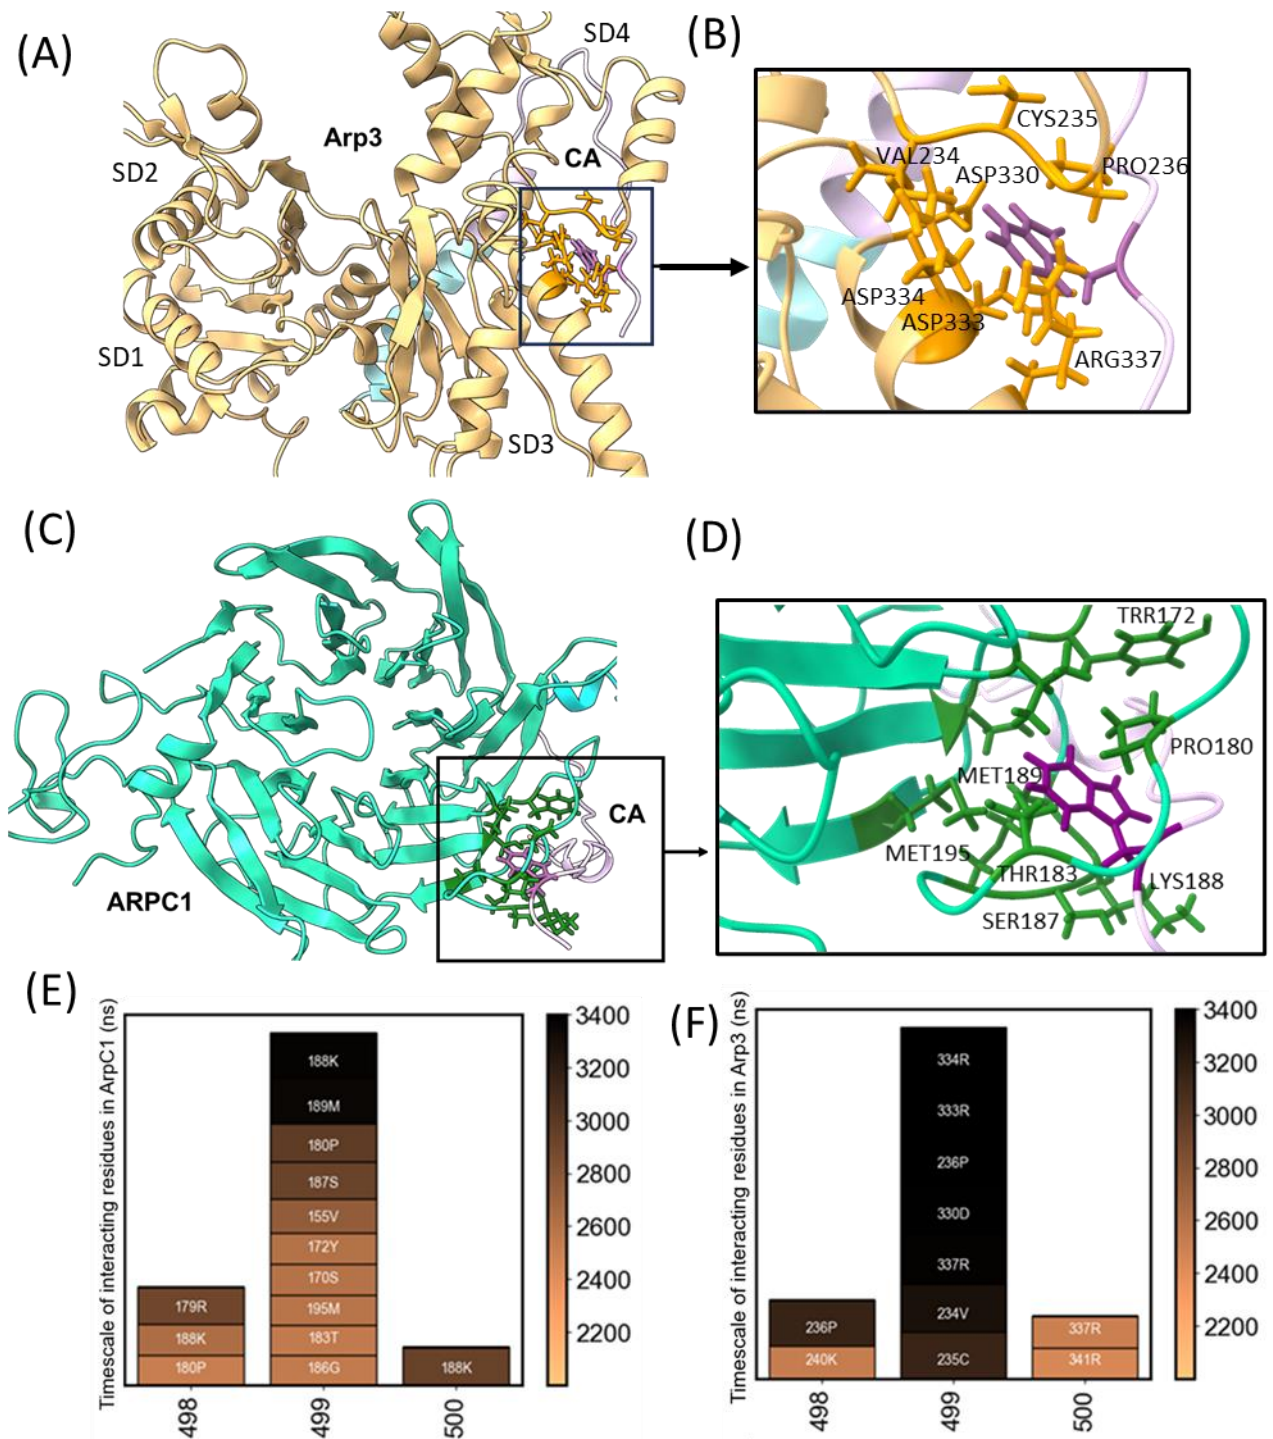 (A)
SD4
(B)
Arp3
SD2
CA
SD1
SD3
CYS235
VAL234
ASP330
PRO236
ASP334
ASP333
ARG337
(C)
CA
ARPC1
(D)
TRR172
PRO180
MET189
MET195
THR183
LYS188
SER187
(E)
Timescale of interacting residues in ArpC1 (ns)
188K
189M
180P
187S
155V
172Y
170S
195M
183T
186G
179R
188K
180P
188K
498
499
500
3400
3200
3000
2800
2600
2400
2200
(F)
Timescale of interacting residues in Arp3 (ns)
334R
333R
236P
330D
337R
234V
235C
236P
240K
337R
341R
498
499
500
3400
3200
3000
2800
2600
2400
2200